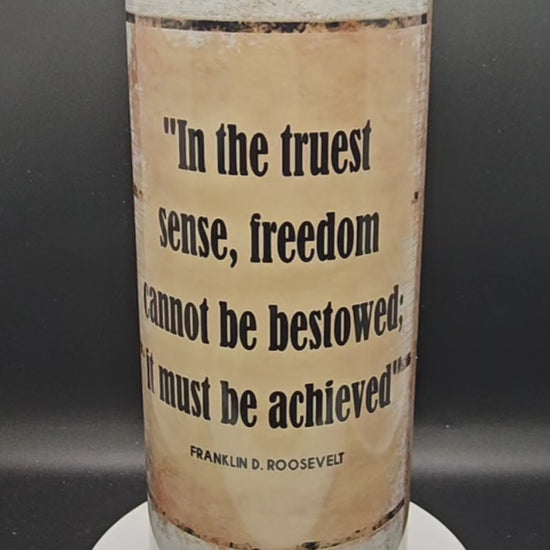 "In the truest
sense, freedom
cannot be bestowed;
it must be achieved"
FRANKLIN D. ROOSEVELT